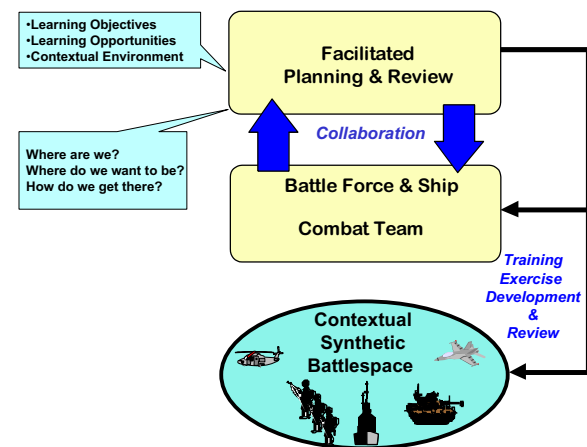 •Learning Objectives
•Learning Opportunities
•Contextual Environment
Facilitated
Planning & Review
Collaboration
Where are we?
Where do we want to be?
How do we get there?
Battle Force & Ship
Combat Team
Training
Exercise
Development
&
Review
Contextual
Synthetic
Battlespace